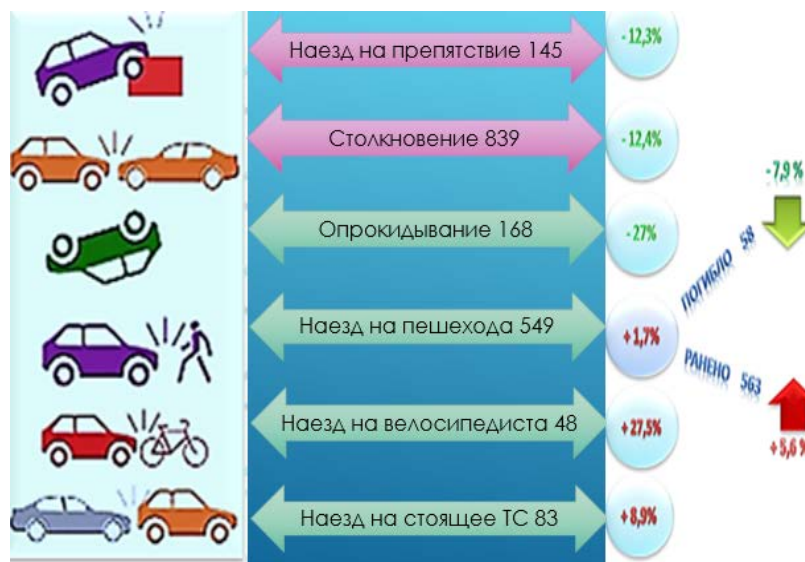 Наезд на препятствие 145
- 12,3%
Столкновение 839
- 12,4%
Опрокидывание 168
- 27%
Наезд на пешехода 549
+ 1,7%
ПОГИБЛО 58
- 7,9 %
РАНЕНО 563
+ 5,6 %
Наезд на велосипедиста 48
+ 27,5%
Наезд на стоящее ТС 83
+ 8,9%